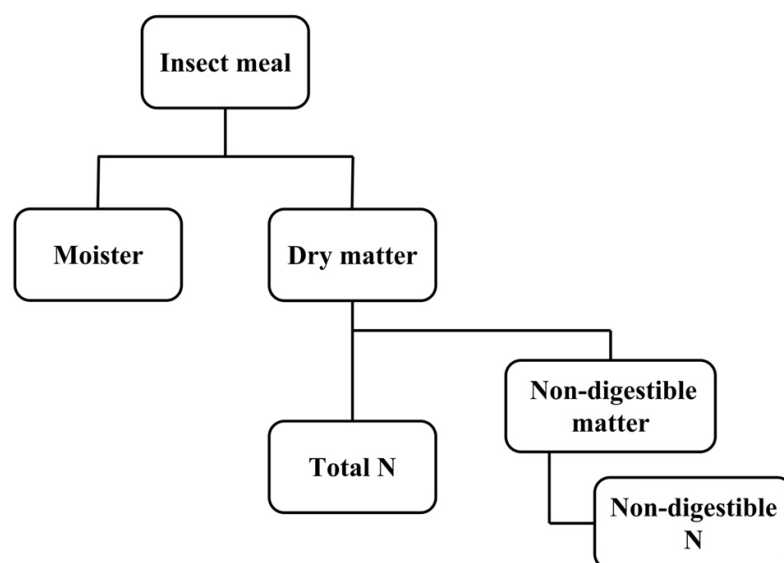 Insect meal
Moister
Dry matter
Non-digestible
matter
Total N
Non-digestible
N